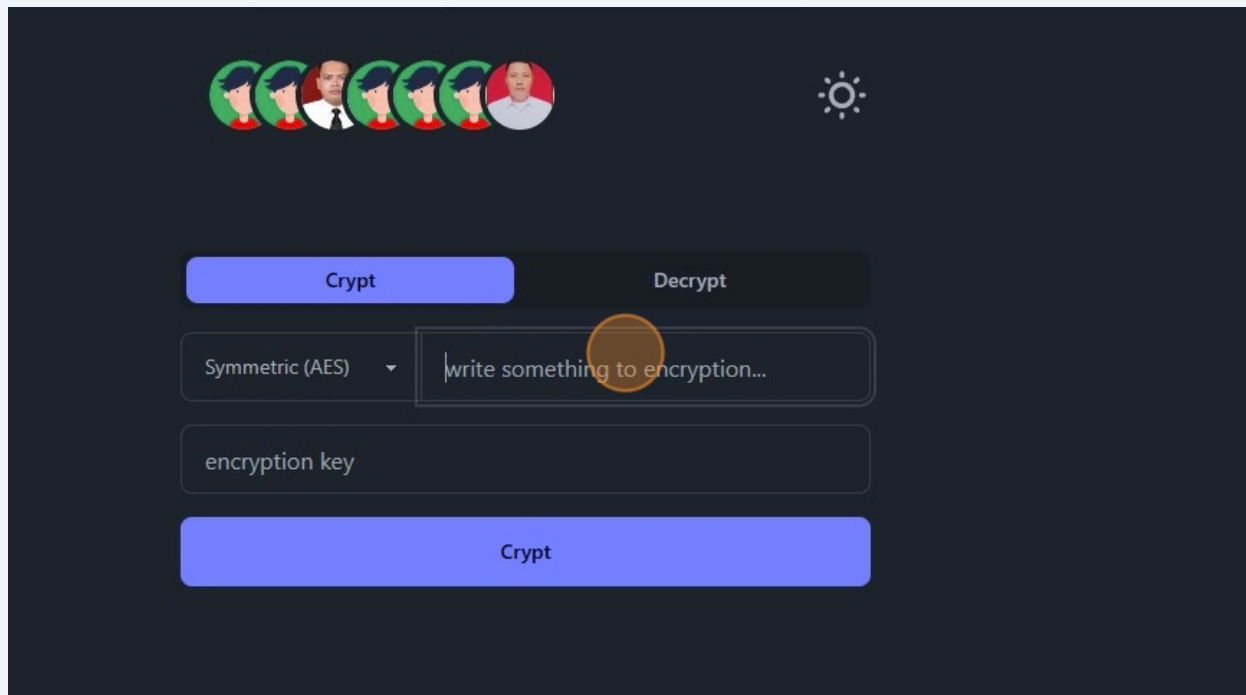 Crypt
Decrypt
Symmetric (AES)
write something to encryption...
encryption key
Crypt